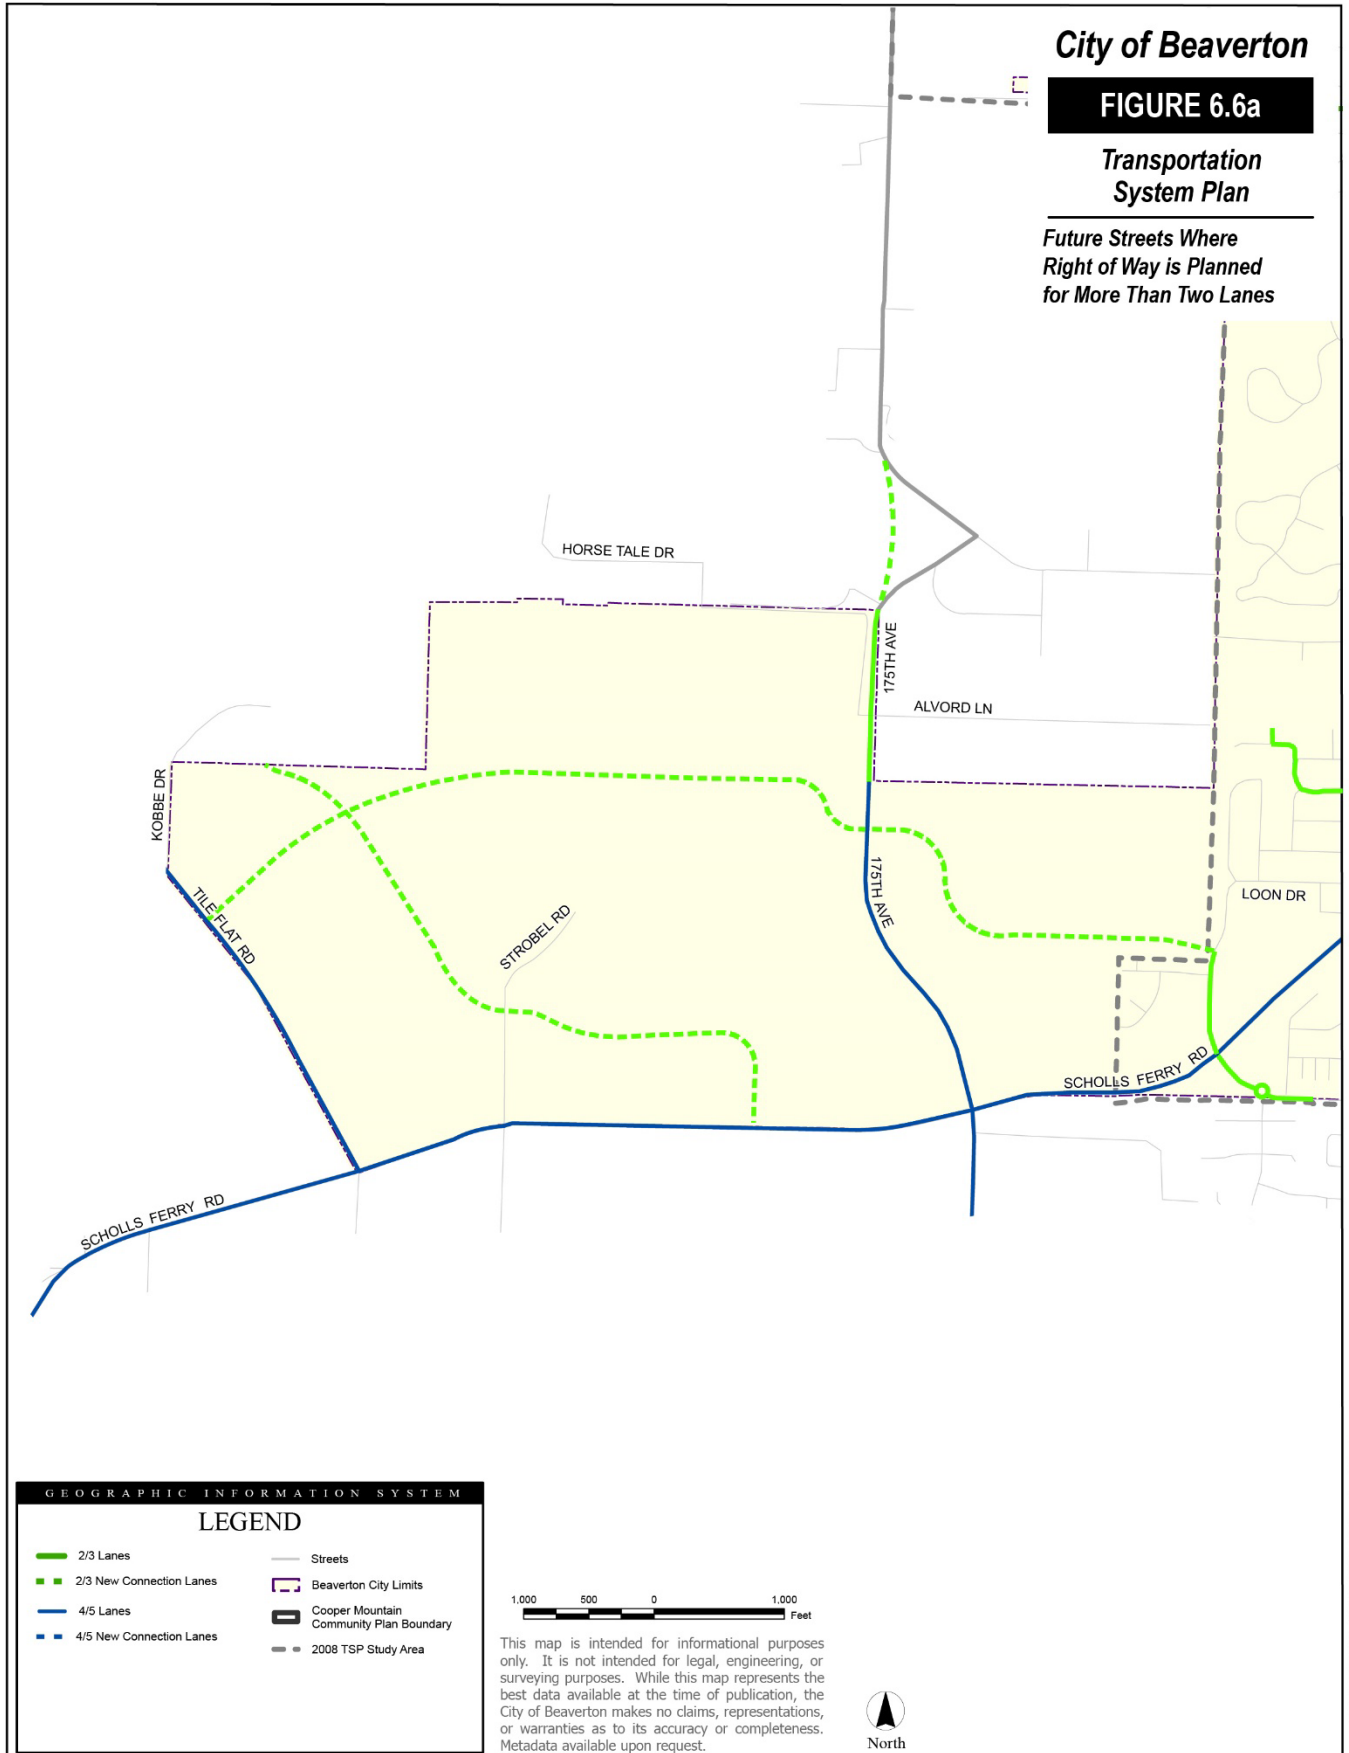 City of Beaverton
FIGURE 6.6a
Transportation
System Plan
Future Streets Where
Right of Way is Planned
for More Than Two Lanes
HORSE TALE DR
175TH AVE
ALVORD LN
KOBBE DR
175TH AVE
TILE FLAT RD
STROBEL RD
LOON DR
SCHOLLS FERRY RD
SCHOLLS FERRY RD
GEOGRAPHIC INFORMATION SYSTEM
LEGEND
2/3 Lanes
2/3 New Connection Lanes
4/5 Lanes
4/5 New Connection Lanes
Streets
Beaverton City Limits
Cooper Mountain
Community Plan Boundary
2008 TSP Study Area
1,000 500 0 1,000
Feet
This map is intended for informational purposes
only. It is not intended for legal, engineering, or
surveying purposes. While this map represents the
best data available at the time of publication, the
City of Beaverton makes no claims, representations,
or warranties as to its accuracy or completeness.
Metadata available upon request.
North